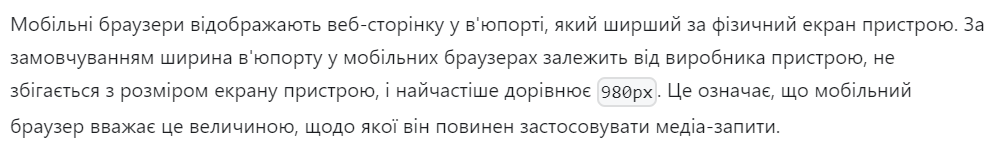 Мобільні браузери відображають веб-сторінку у в'юпорті, який ширший за фізичний екран пристрою. За
замовчуванням ширина в'юпорту у мобільних браузерах залежить від виробника пристрою, не
збігається з розміром екрану пристрою, і найчастіше дорівнює 980px. Це означає, що мобільний
браузер вважає це величиною, щодо якої він повинен застосовувати медіа-запити.